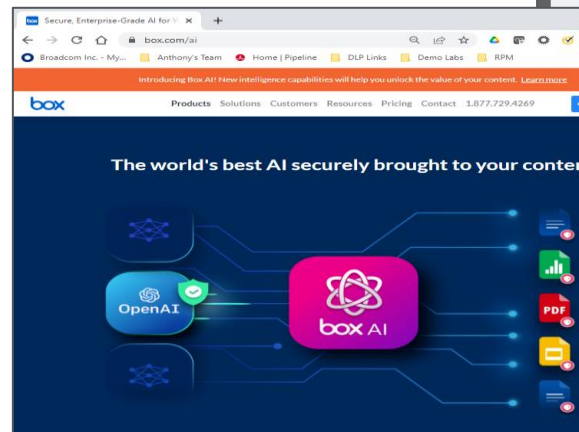 box Secure, Enterprise-Grade AI for Y
box.com/ai
Broadcom Inc. - My... Anthony's Team Home | Pipeline DLP Links Demo Labs RPM
Introducing Box AI! New intelligence capabilities will help you unlock the value of your content. Learn more
box Products Solutions Customers Resources Pricing Contact 1.877.729.4269
The world's best AI securely brought to your conten
OpenAI
box AI
PDF